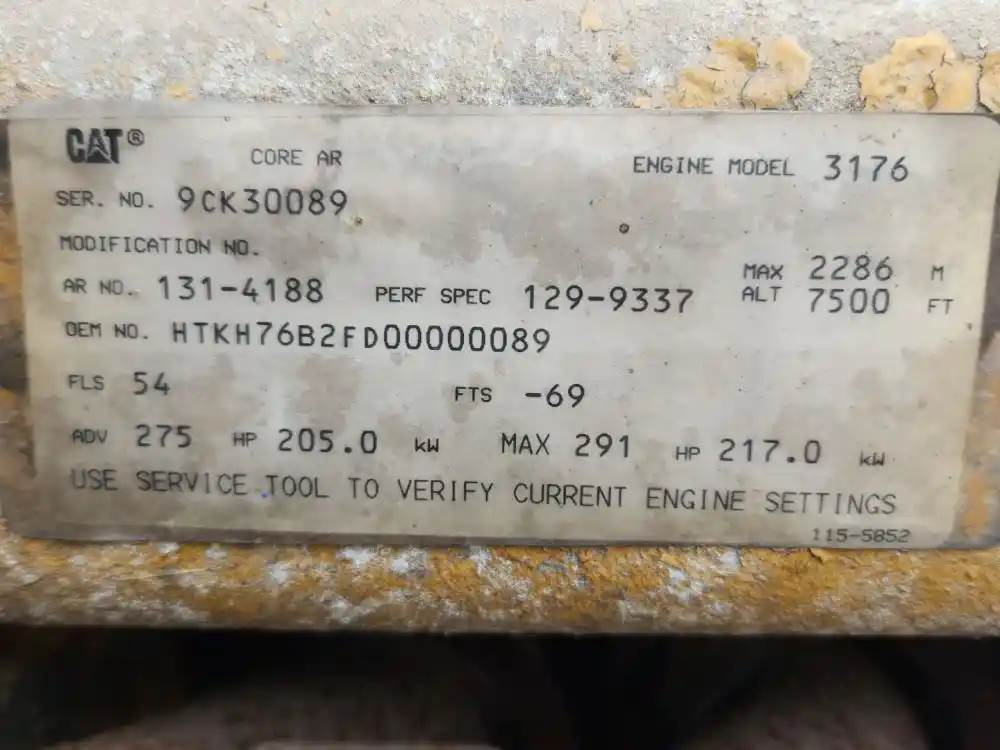 CAT® CORE AR ENGINE MODEL 3176
SER. NO. 9CK30089
MODIFICATION NO.
MAX ALT 2286 M 7500 FT
AR NO. 131-4188 PERF SPEC 129-9337
OEM NO. HTKH76B2FD00000089
FLS 54 FTS -69
ADV 275 HP 205.0 kW MAX 291 HP 217.0 kW
USE SERVICE TOOL TO VERIFY CURRENT ENGINE SETTINGS
115-5852